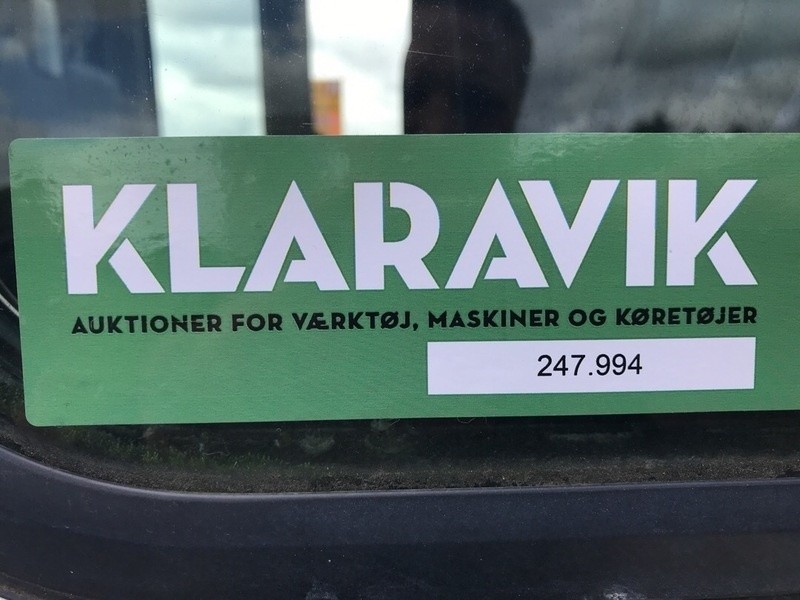 KLARAVIK
AUKTIONER FOR VÆRKTØJ, MASKINER OG KØRETØJER
247.994